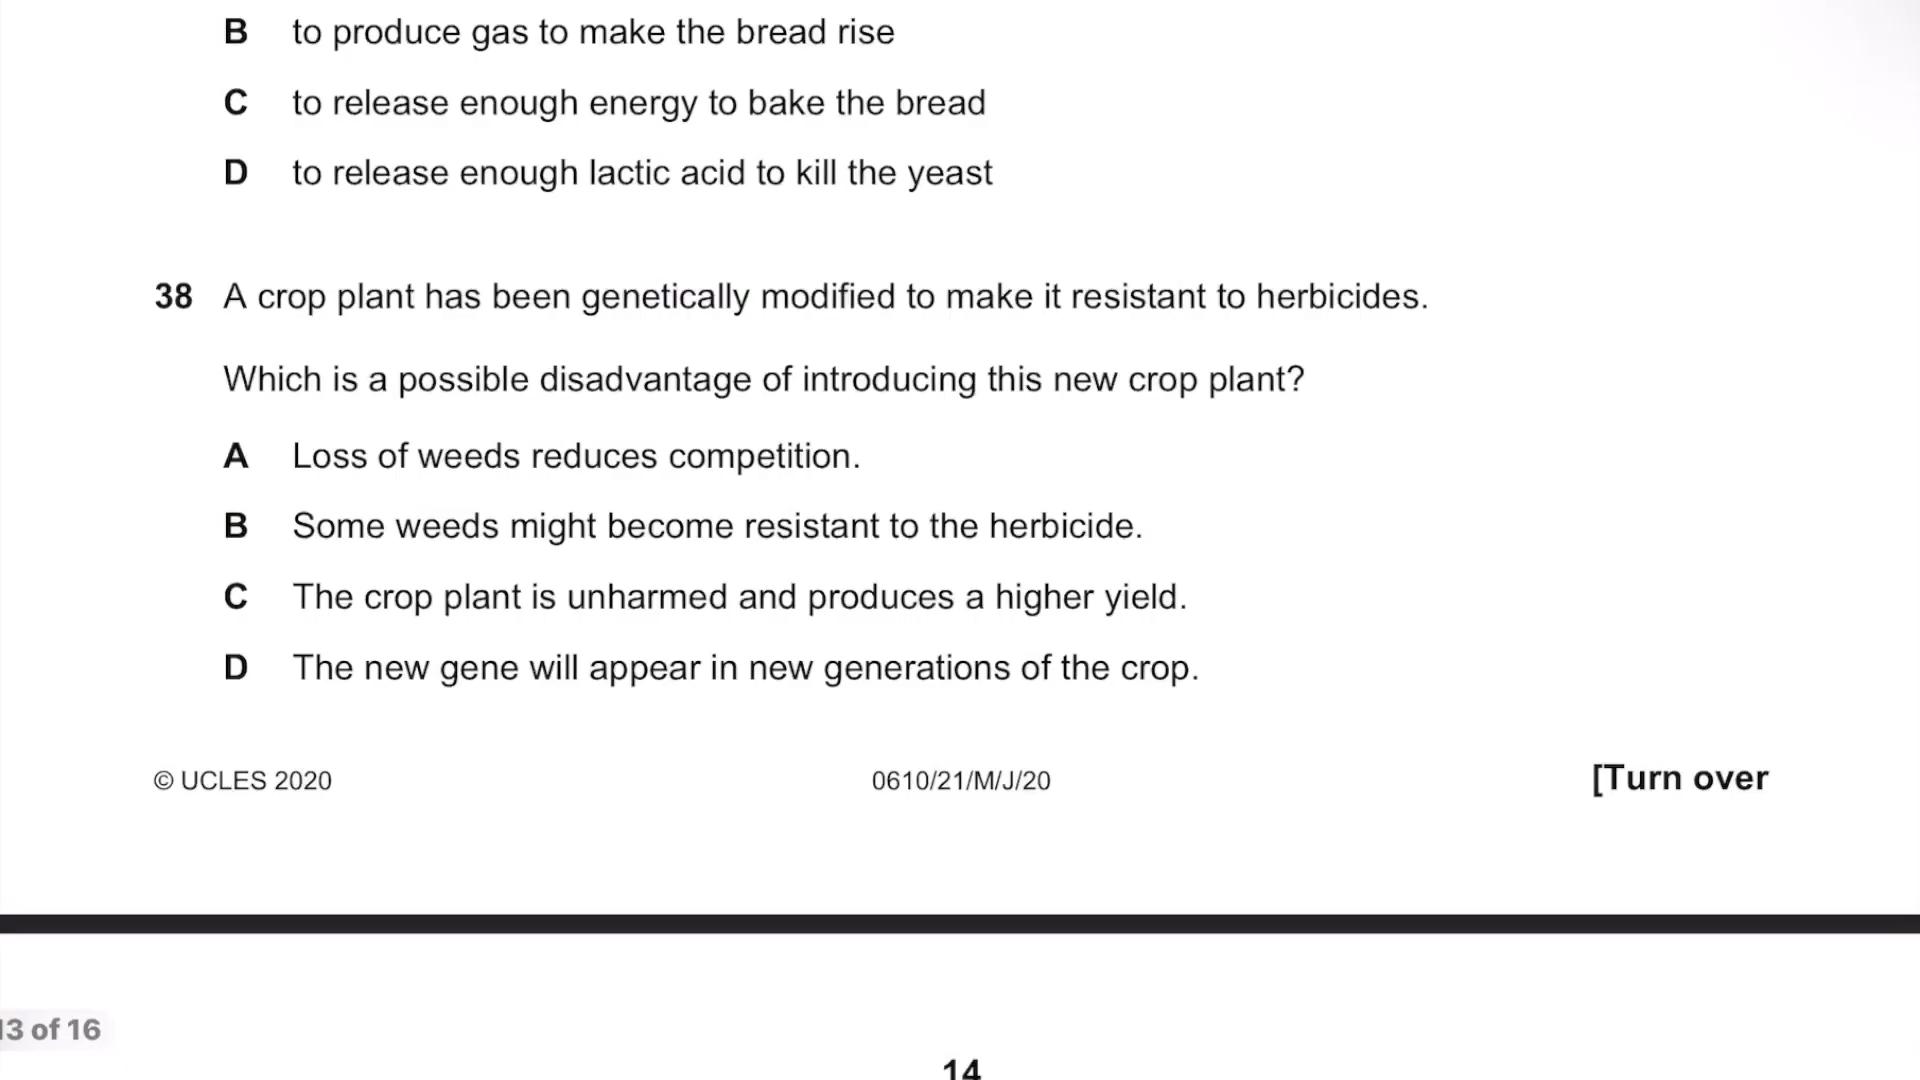 B to produce gas to make the bread rise
C to release enough energy to bake the bread
D to release enough lactic acid to kill the yeast
38 A crop plant has been genetically modified to make it resistant to herbicides.
Which is a possible disadvantage of introducing this new crop plant?
A Loss of weeds reduces competition.
B Some weeds might become resistant to the herbicide.
C The crop plant is unharmed and produces a higher yield.
D The new gene will appear in new generations of the crop.
© UCLES 2020 0610/21/M/J/20 [Turn over
13 of 16
14